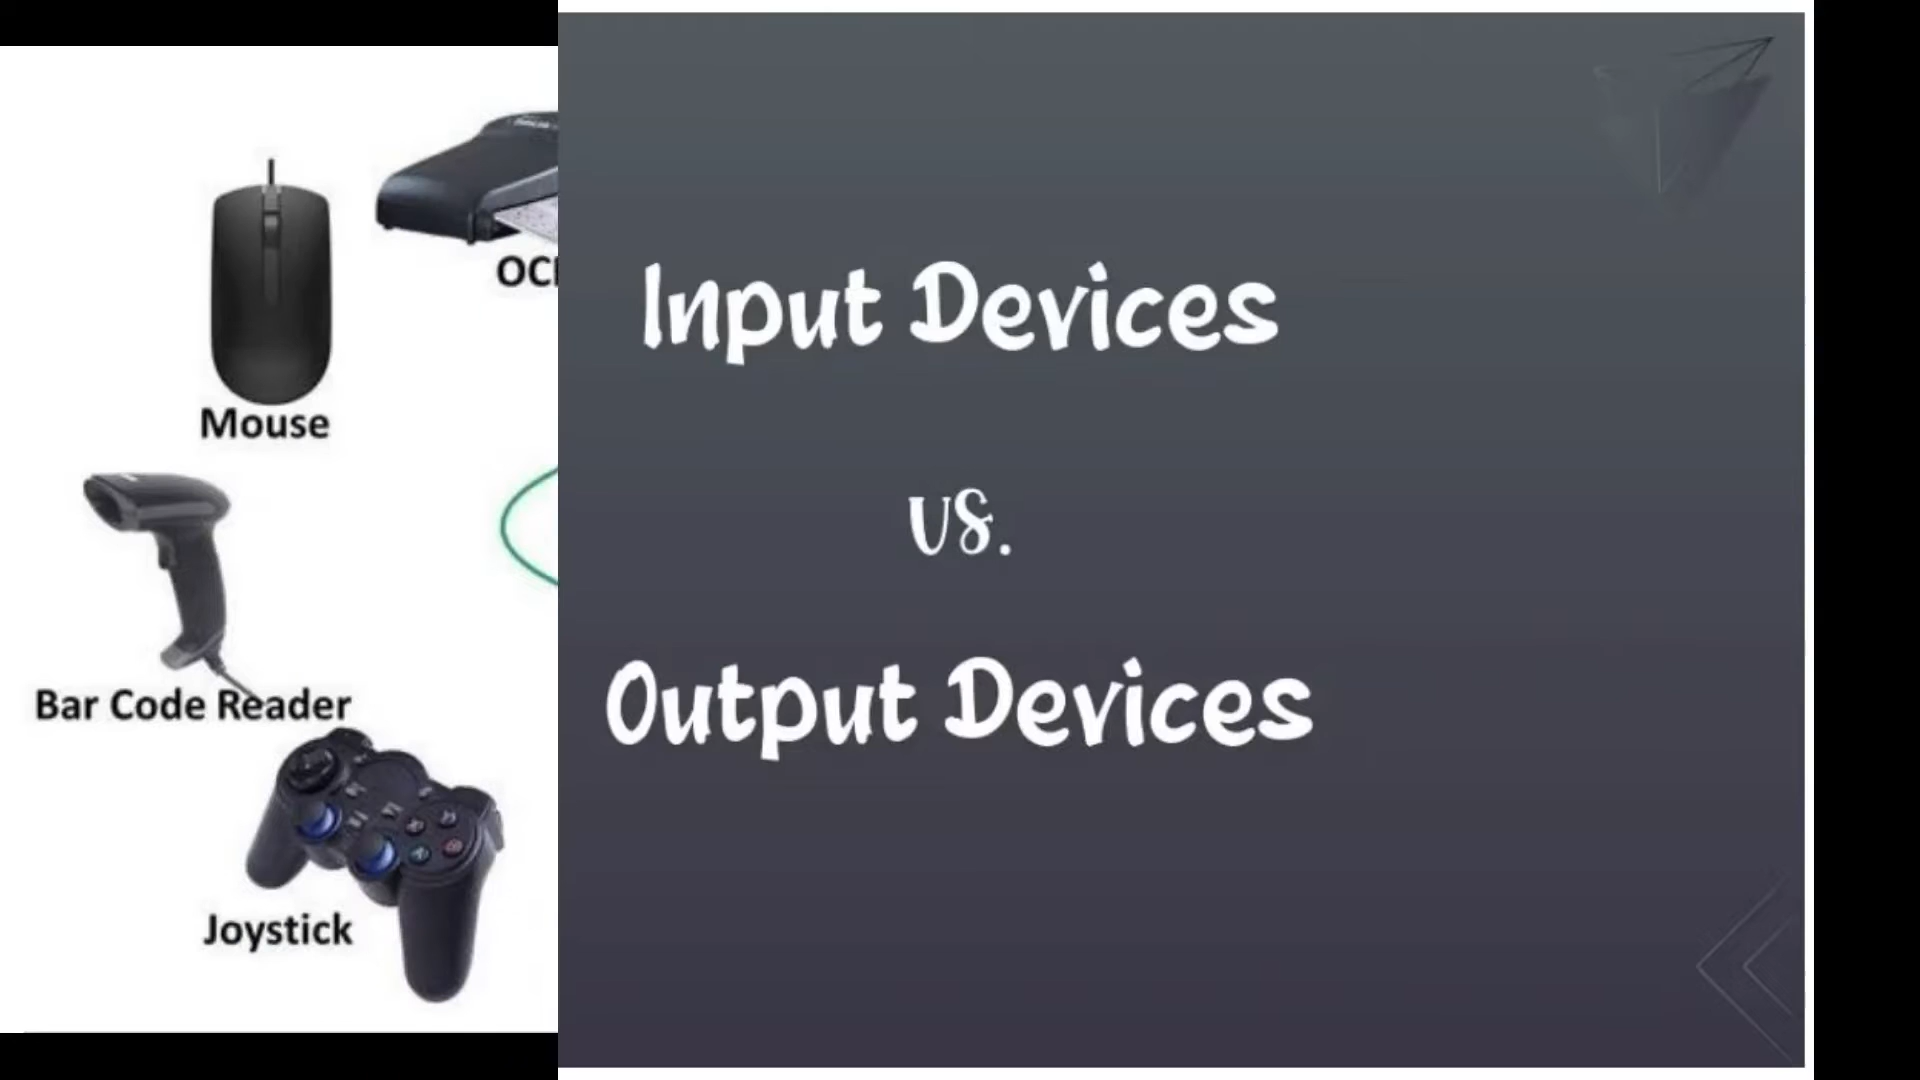 Mouse
Bar Code Reader
Joystick
Input Devices
vs.
Output Devices